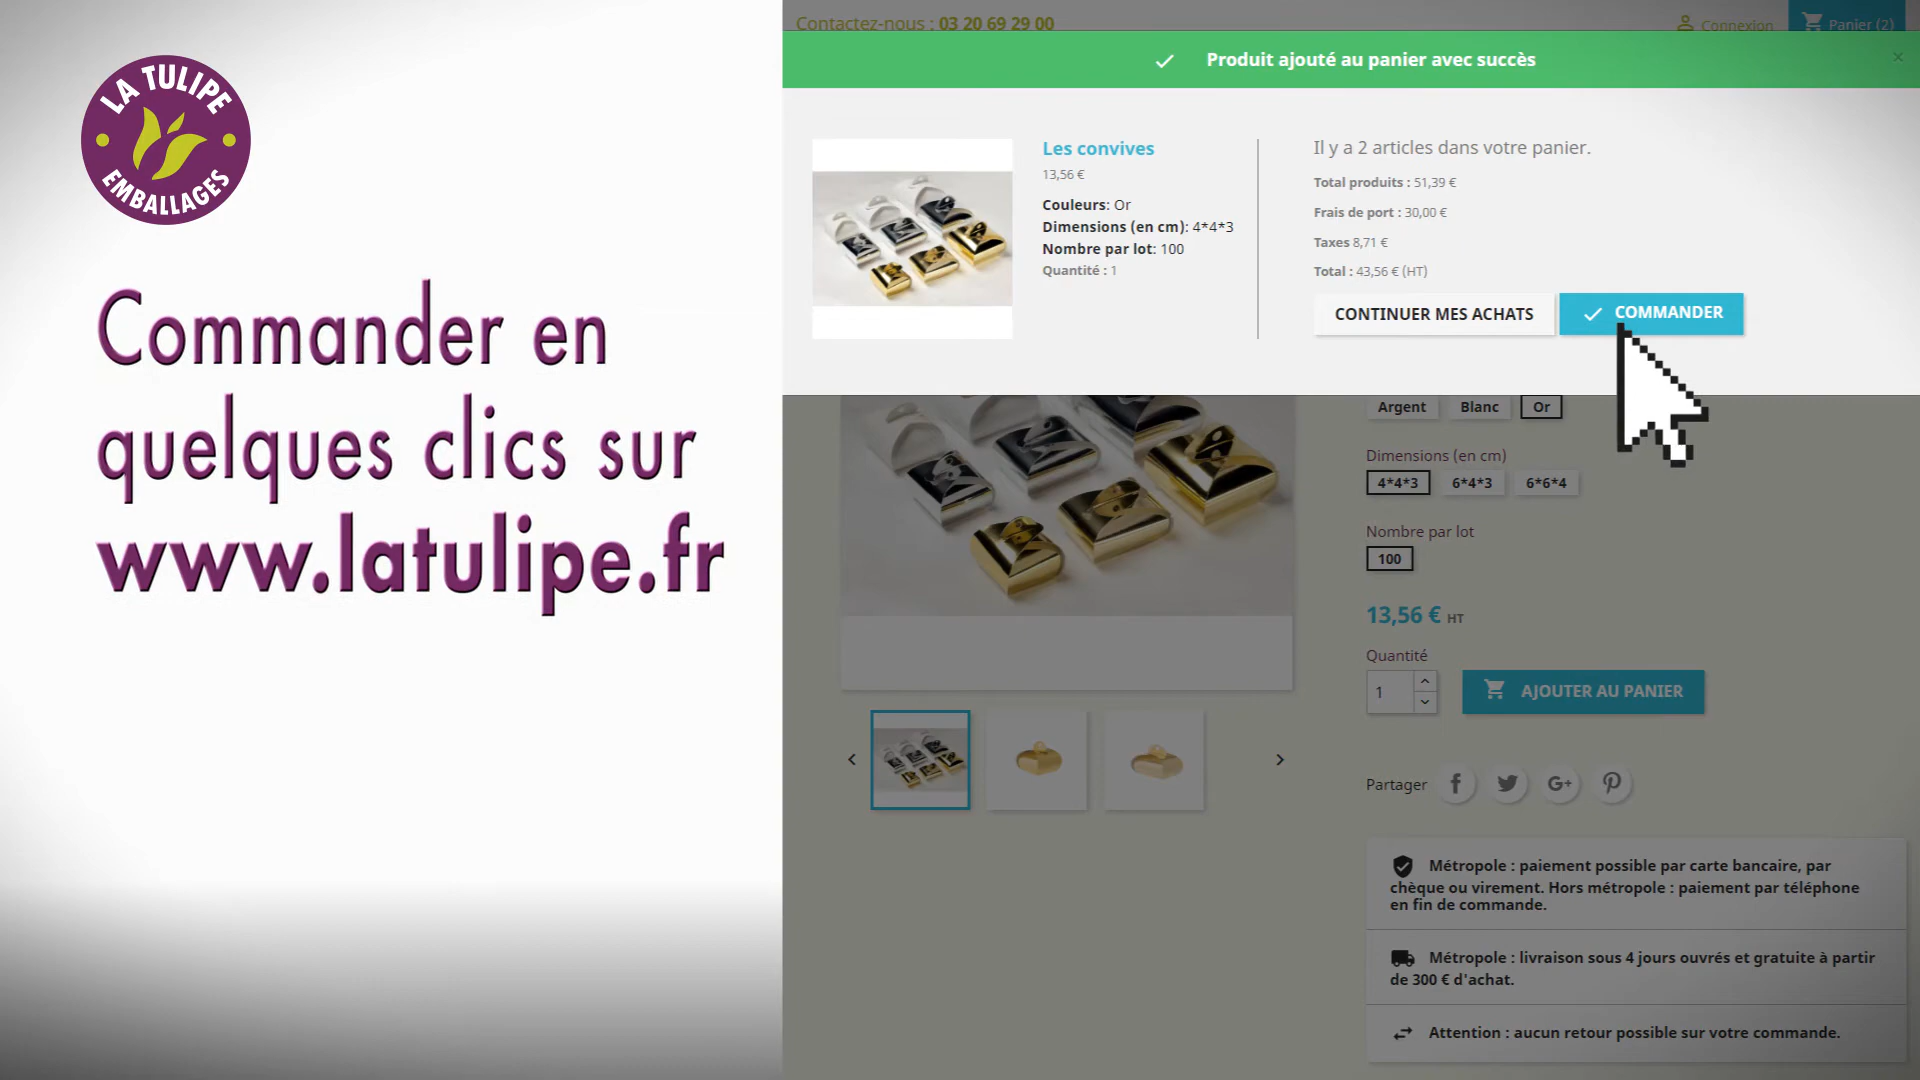 LA TULIPE
EMBALLAGES
Commander en
quelques clics sur
www.latulipe.fr
Contactez-nous : 03 20 69 29 00
Connexion
Panier (2)
Produit ajouté au panier avec succès
×
Les convives
13,56 €
Couleurs: Or
Dimensions (en cm): 4*4*3
Nombre par lot: 100
Quantité : 1
Il y a 2 articles dans votre panier.
Total produits : 51,39 €
Frais de port : 30,00 €
Taxes 8,71 €
Total : 43,56 € (HT)
CONTINUER MES ACHATS
COMMANDER
Argent Blanc Or
Dimensions (en cm)
4*4*3 6*4*3 6*6*4
Nombre par lot
100
13,56 € HT
Quantité
1
AJOUTER AU PANIER
Partager
Métropole : paiement possible par carte bancaire, par
chèque ou virement. Hors métropole : paiement par téléphone
en fin de commande.
Métropole : livraison sous 4 jours ouvrés et gratuite à partir
de 300 € d'achat.
Attention : aucun retour possible sur votre commande.